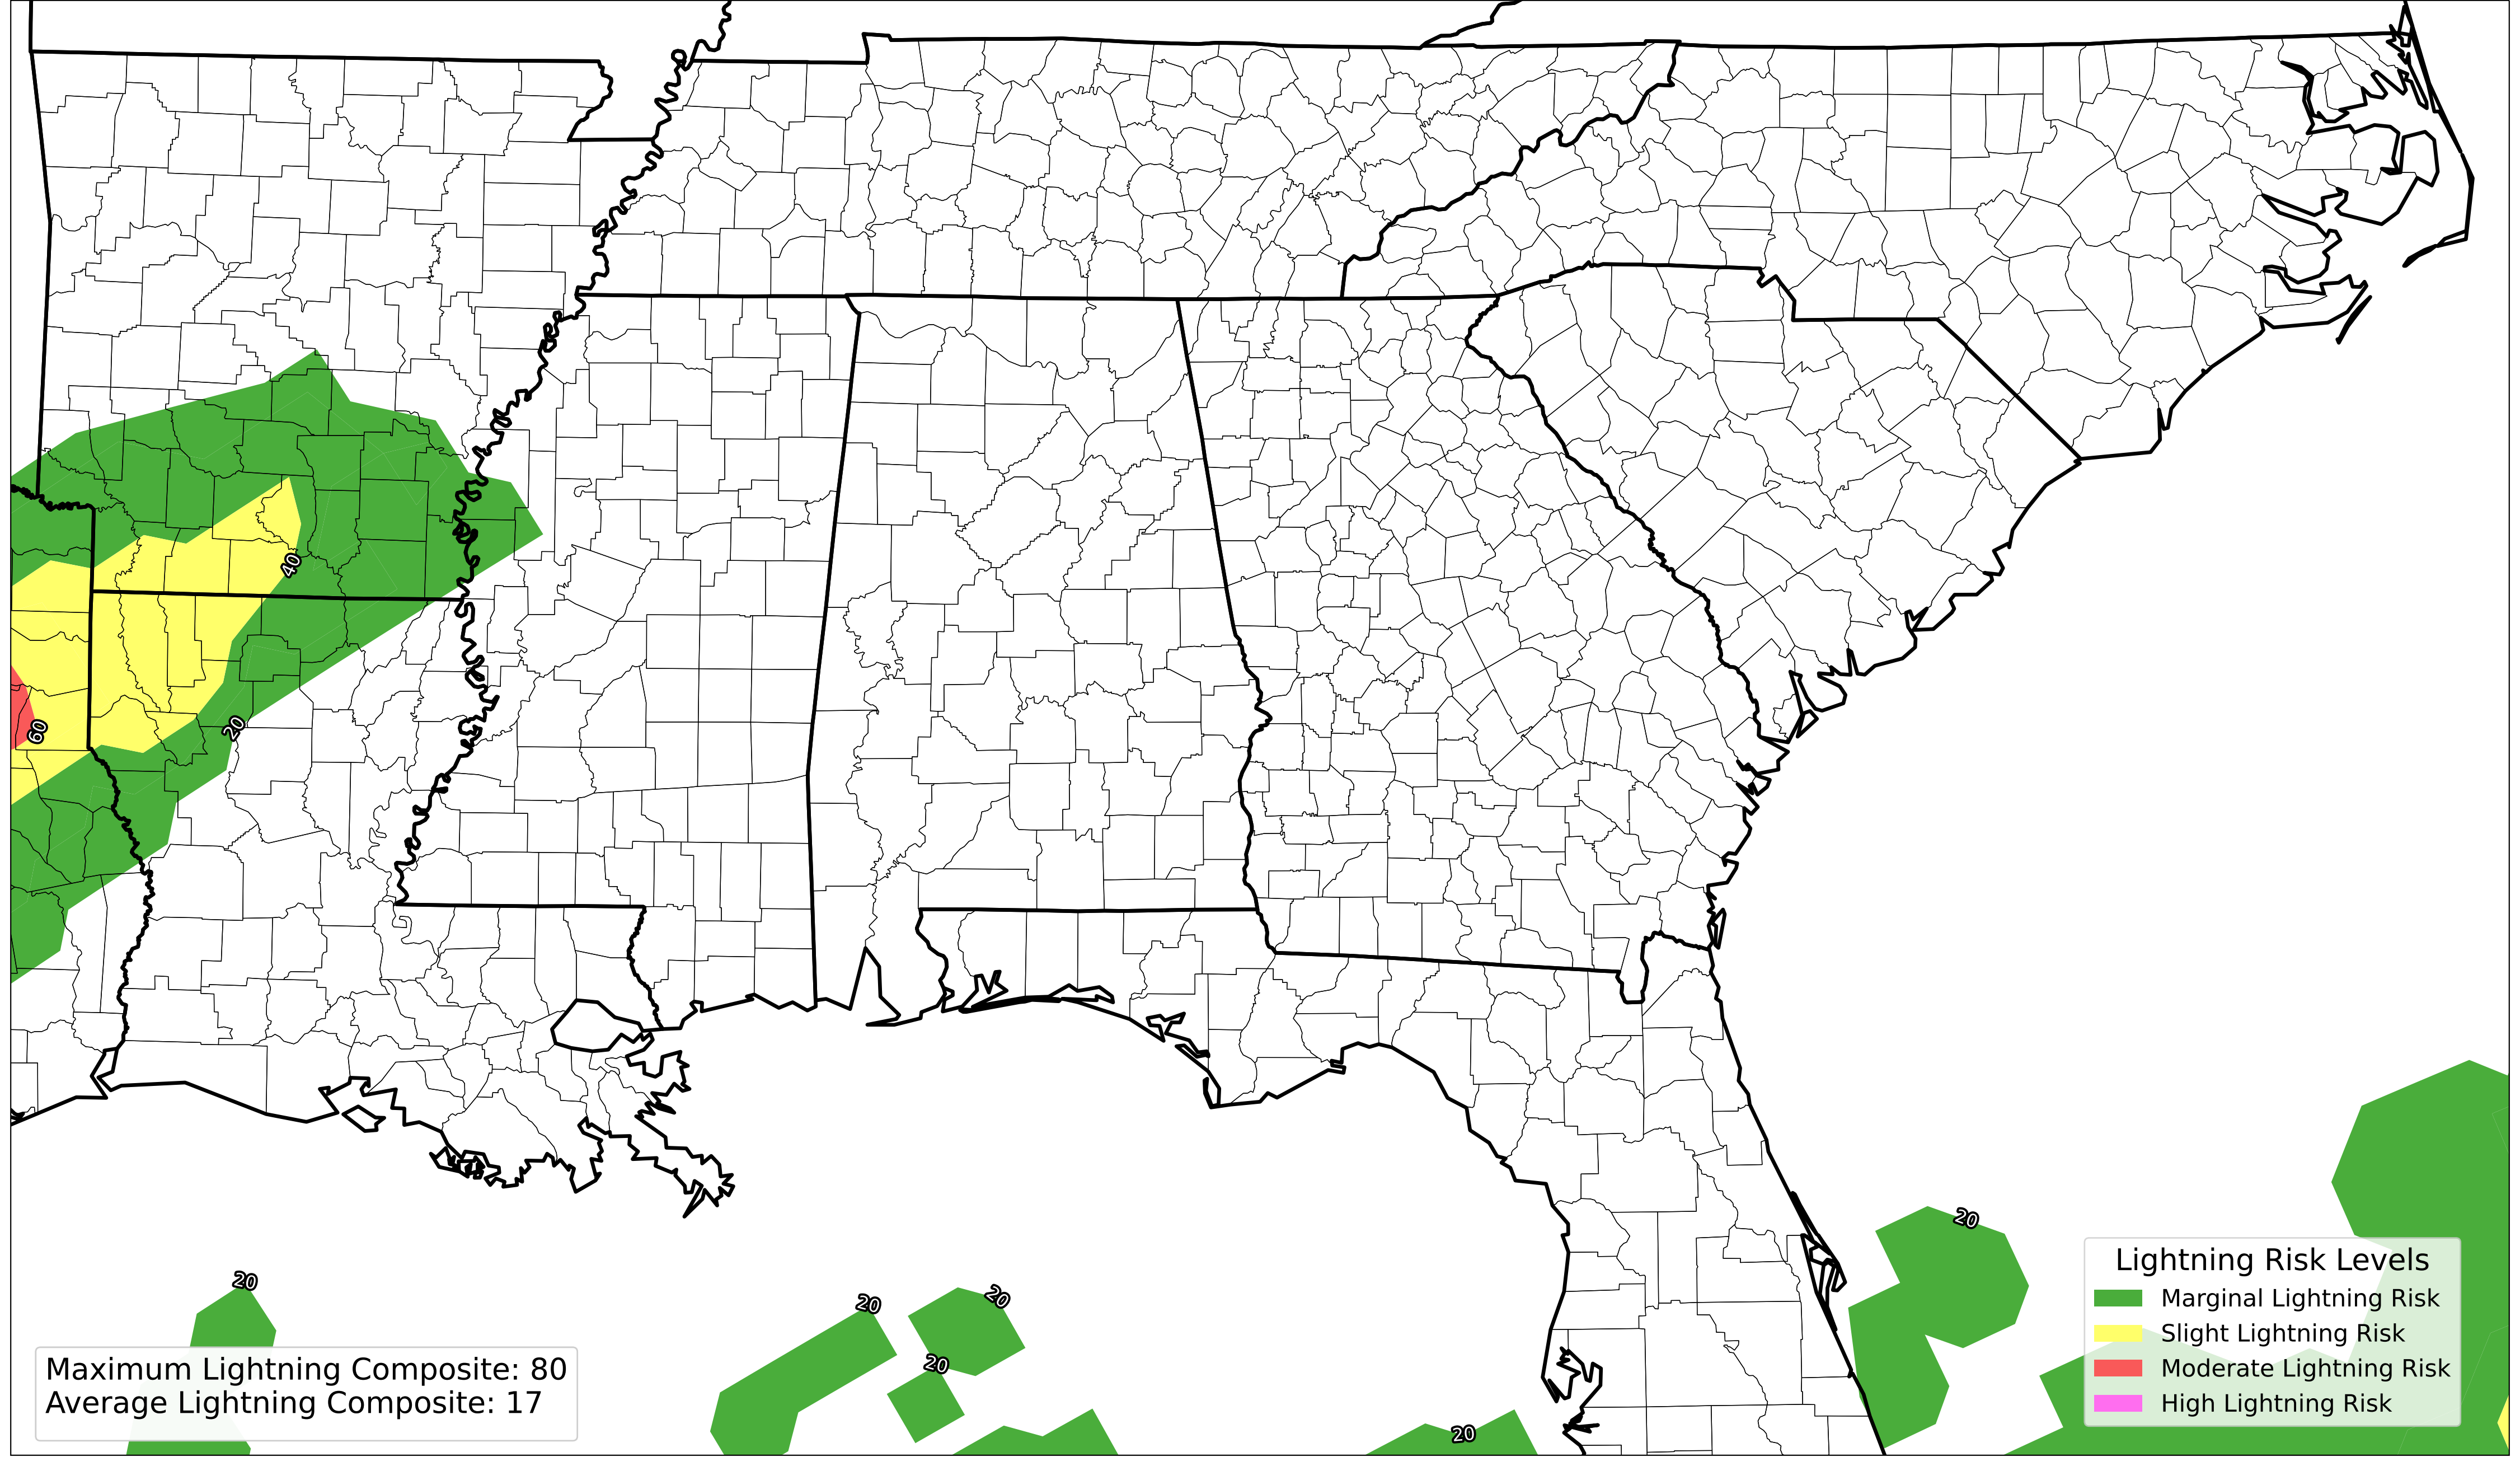 40
60
20
20
20
20
20
20
20
Maximum Lightning Composite: 80
Average Lightning Composite: 17
Lightning Risk Levels
Marginal Lightning Risk
Slight Lightning Risk
Moderate Lightning Risk
High Lightning Risk